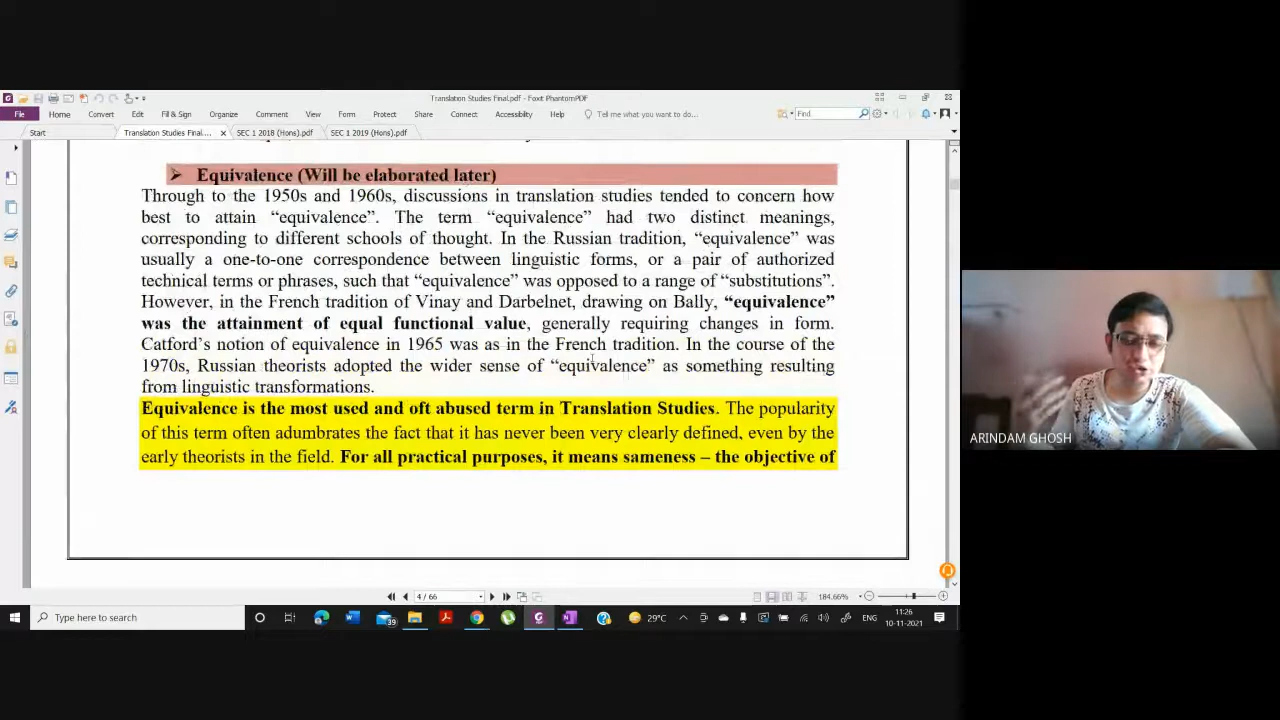 Translation Studies Final.pdf - Foxit PhantomPDF
File Home Convert Edit Fill & Sign Organize Comment View Form Protect Share Connect Accessibility Help Tell me what you want to do... Find
Start Translation Studies Final.... × SEC 1 2018 (Hons).pdf SEC 1 2019 (Hons).pdf
➢ Equivalence (Will be elaborated later)
Through to the 1950s and 1960s, discussions in translation studies tended to concern how
best to attain “equivalence”. The term “equivalence” had two distinct meanings,
corresponding to different schools of thought. In the Russian tradition, “equivalence” was
usually a one-to-one correspondence between linguistic forms, or a pair of authorized
technical terms or phrases, such that “equivalence” was opposed to a range of “substitutions”.
However, in the French tradition of Vinay and Darbelnet, drawing on Bally, “equivalence”
was the attainment of equal functional value, generally requiring changes in form.
Catford’s notion of equivalence in 1965 was as in the French tradition. In the course of the
1970s, Russian theorists adopted the wider sense of “equivalence” as something resulting
from linguistic transformations.
Equivalence is the most used and oft abused term in Translation Studies. The popularity
of this term often adumbrates the fact that it has never been very clearly defined, even by the
early theorists in the field. For all practical purposes, it means sameness – the objective of
ARINDAM GHOSH
4 / 66 184.66%
Type here to search 39 29°C ENG 11:26
10-11-2021